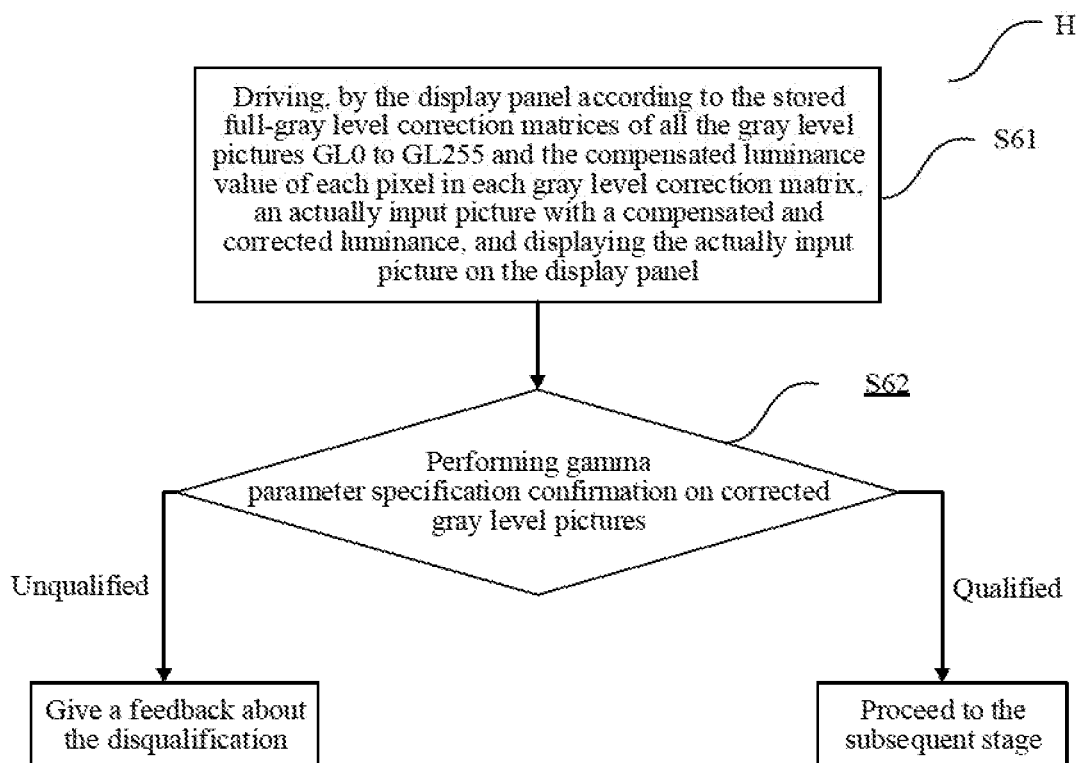 H
Driving, by the display panel according to the stored
full-gray level correction matrices of all the gray level
pictures GL0 to GL255 and the compensated luminance
value of each pixel in each gray level correction matrix,
an actually input picture with a compensated and
corrected luminance, and displaying the actually input
picture on the display panel
S61
S62
Performing gamma
parameter specification confirmation on corrected
gray level pictures
Unqualified
Qualified
Give a feedback about
the disqualification
Proceed to the
subsequent stage